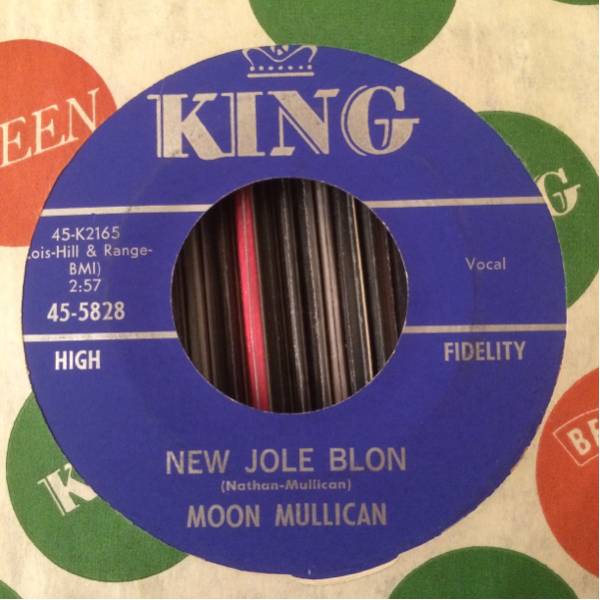 KING
EEN
G
45-K2165
Lois-Hill & Range-
BMI)
2:57
Vocal
45-5828
HIGH
FIDELITY
BE
K
NEW JOLE BLON
(Nathan-Mullican)
MOON MULLICAN